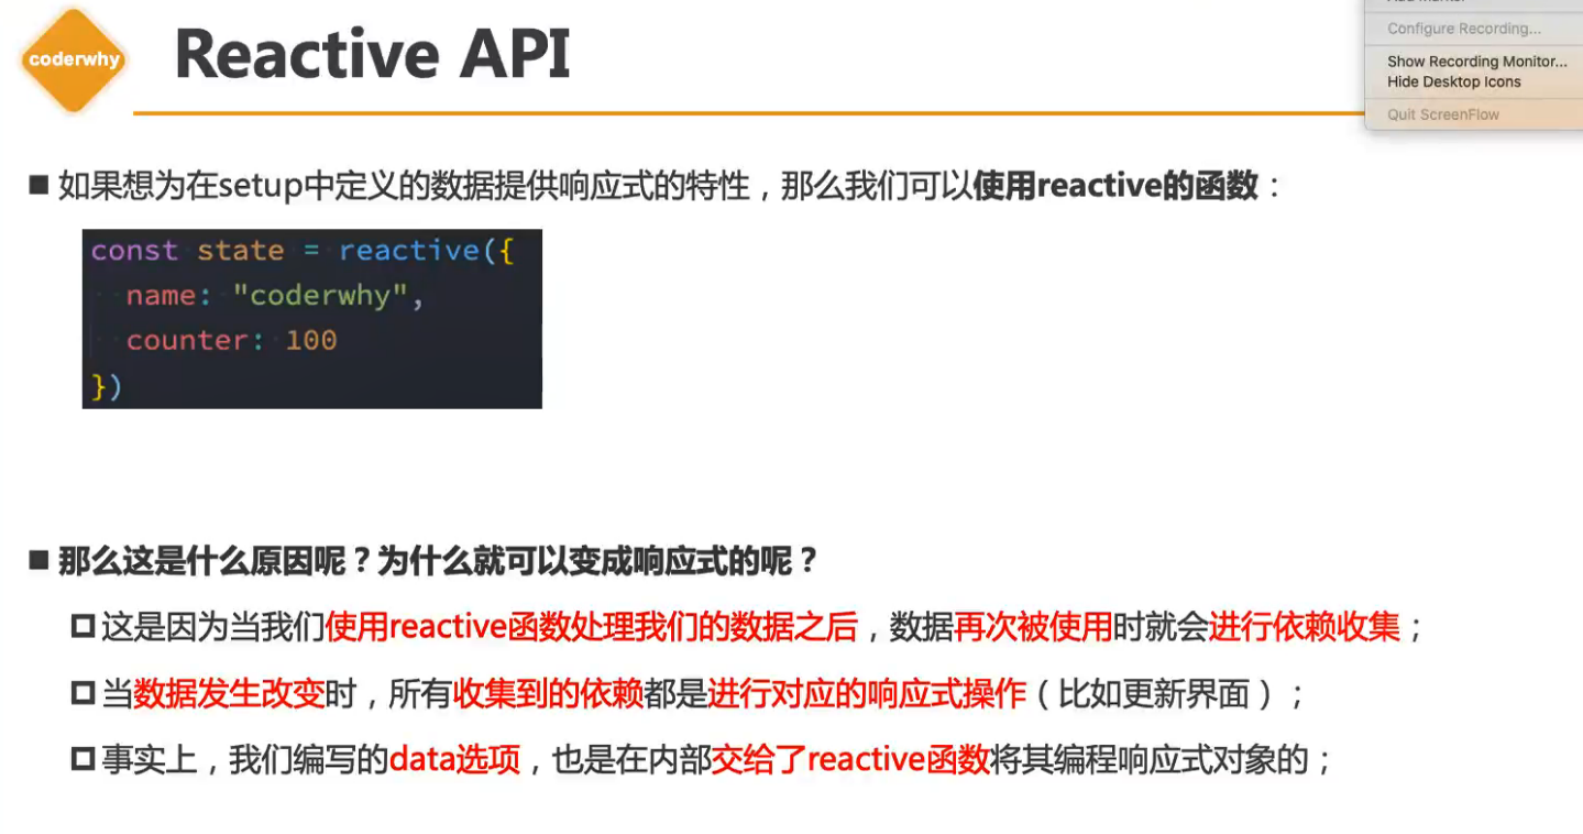 coderwhy
Reactive API
Configure Recording...
Show Recording Monitor...
Hide Desktop Icons
Quit ScreenFlow
■ 如果想为在setup中定义的数据提供响应式的特性，那么我们可以使用reactive的函数：
const state = reactive({
name: "coderwhy",
counter: 100
})
■ 那么这是什么原因呢？为什么就可以变成响应式的呢？
这是因为当我们使用reactive函数处理我们的数据之后，数据再次被使用时就会进行依赖收集；
当数据发生改变时，所有收集到的依赖都是进行对应的响应式操作（比如更新界面）；
事实上，我们编写的data选项，也是在内部交给了reactive函数将其编程响应式对象的；